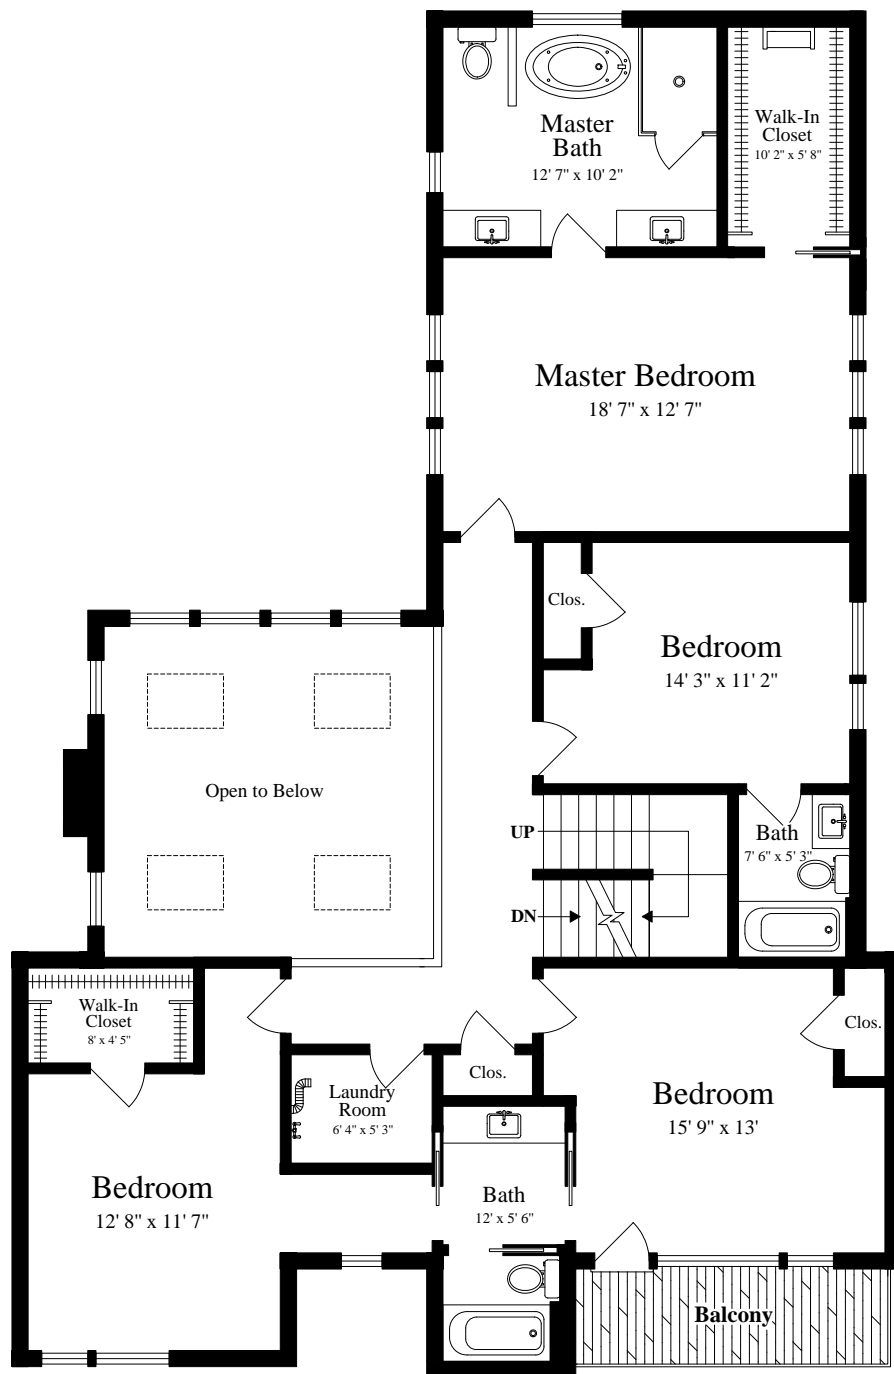 Master
Bath
12' 7" x 10' 2"
Walk-In
Closet
10' 2" x 5' 8"
Master Bedroom
18' 7" x 12' 7"
Clos.
Bedroom
14' 3" x 11' 2"
Open to Below
UP
DN
Bath
7' 6" x 5' 3"
Walk-In
Closet
8' x 4' 5"
Clos.
Laundry
Room
6' 4" x 5' 3"
Clos.
Bedroom
15' 9" x 13'
Bedroom
12' 8" x 11' 7"
Bath
12' x 5' 6"
Balcony